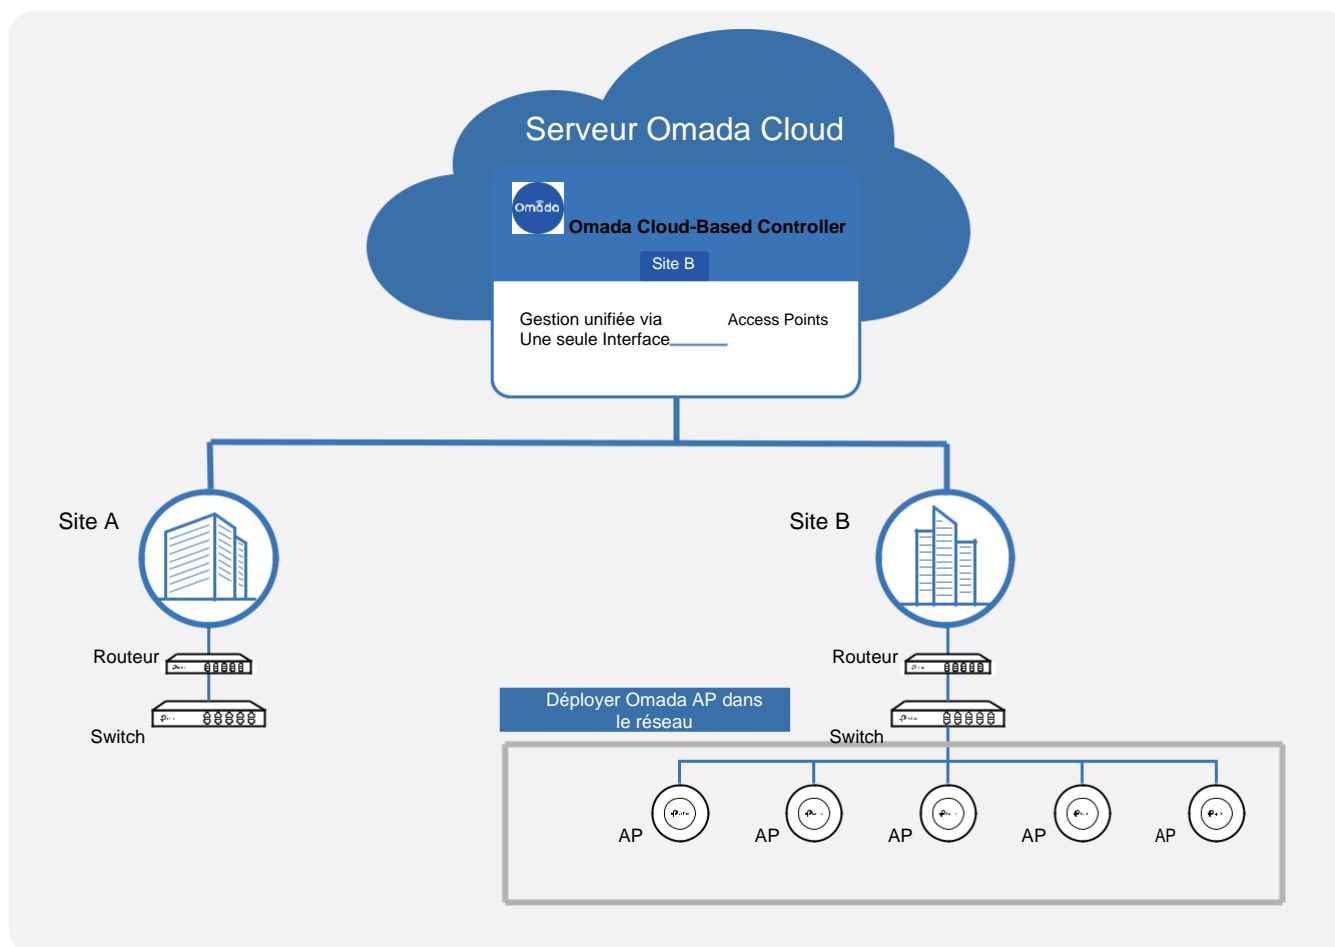 Serveur Omada Cloud
Omada
Omada Cloud-Based Controller
Site B
Gestion unifiée via
Une seule Interface
Access Points
Site A
Site B
Routeur
Switch
Routeur
Déployer Omada AP dans
le réseau
Switch
AP
AP
AP
AP
AP